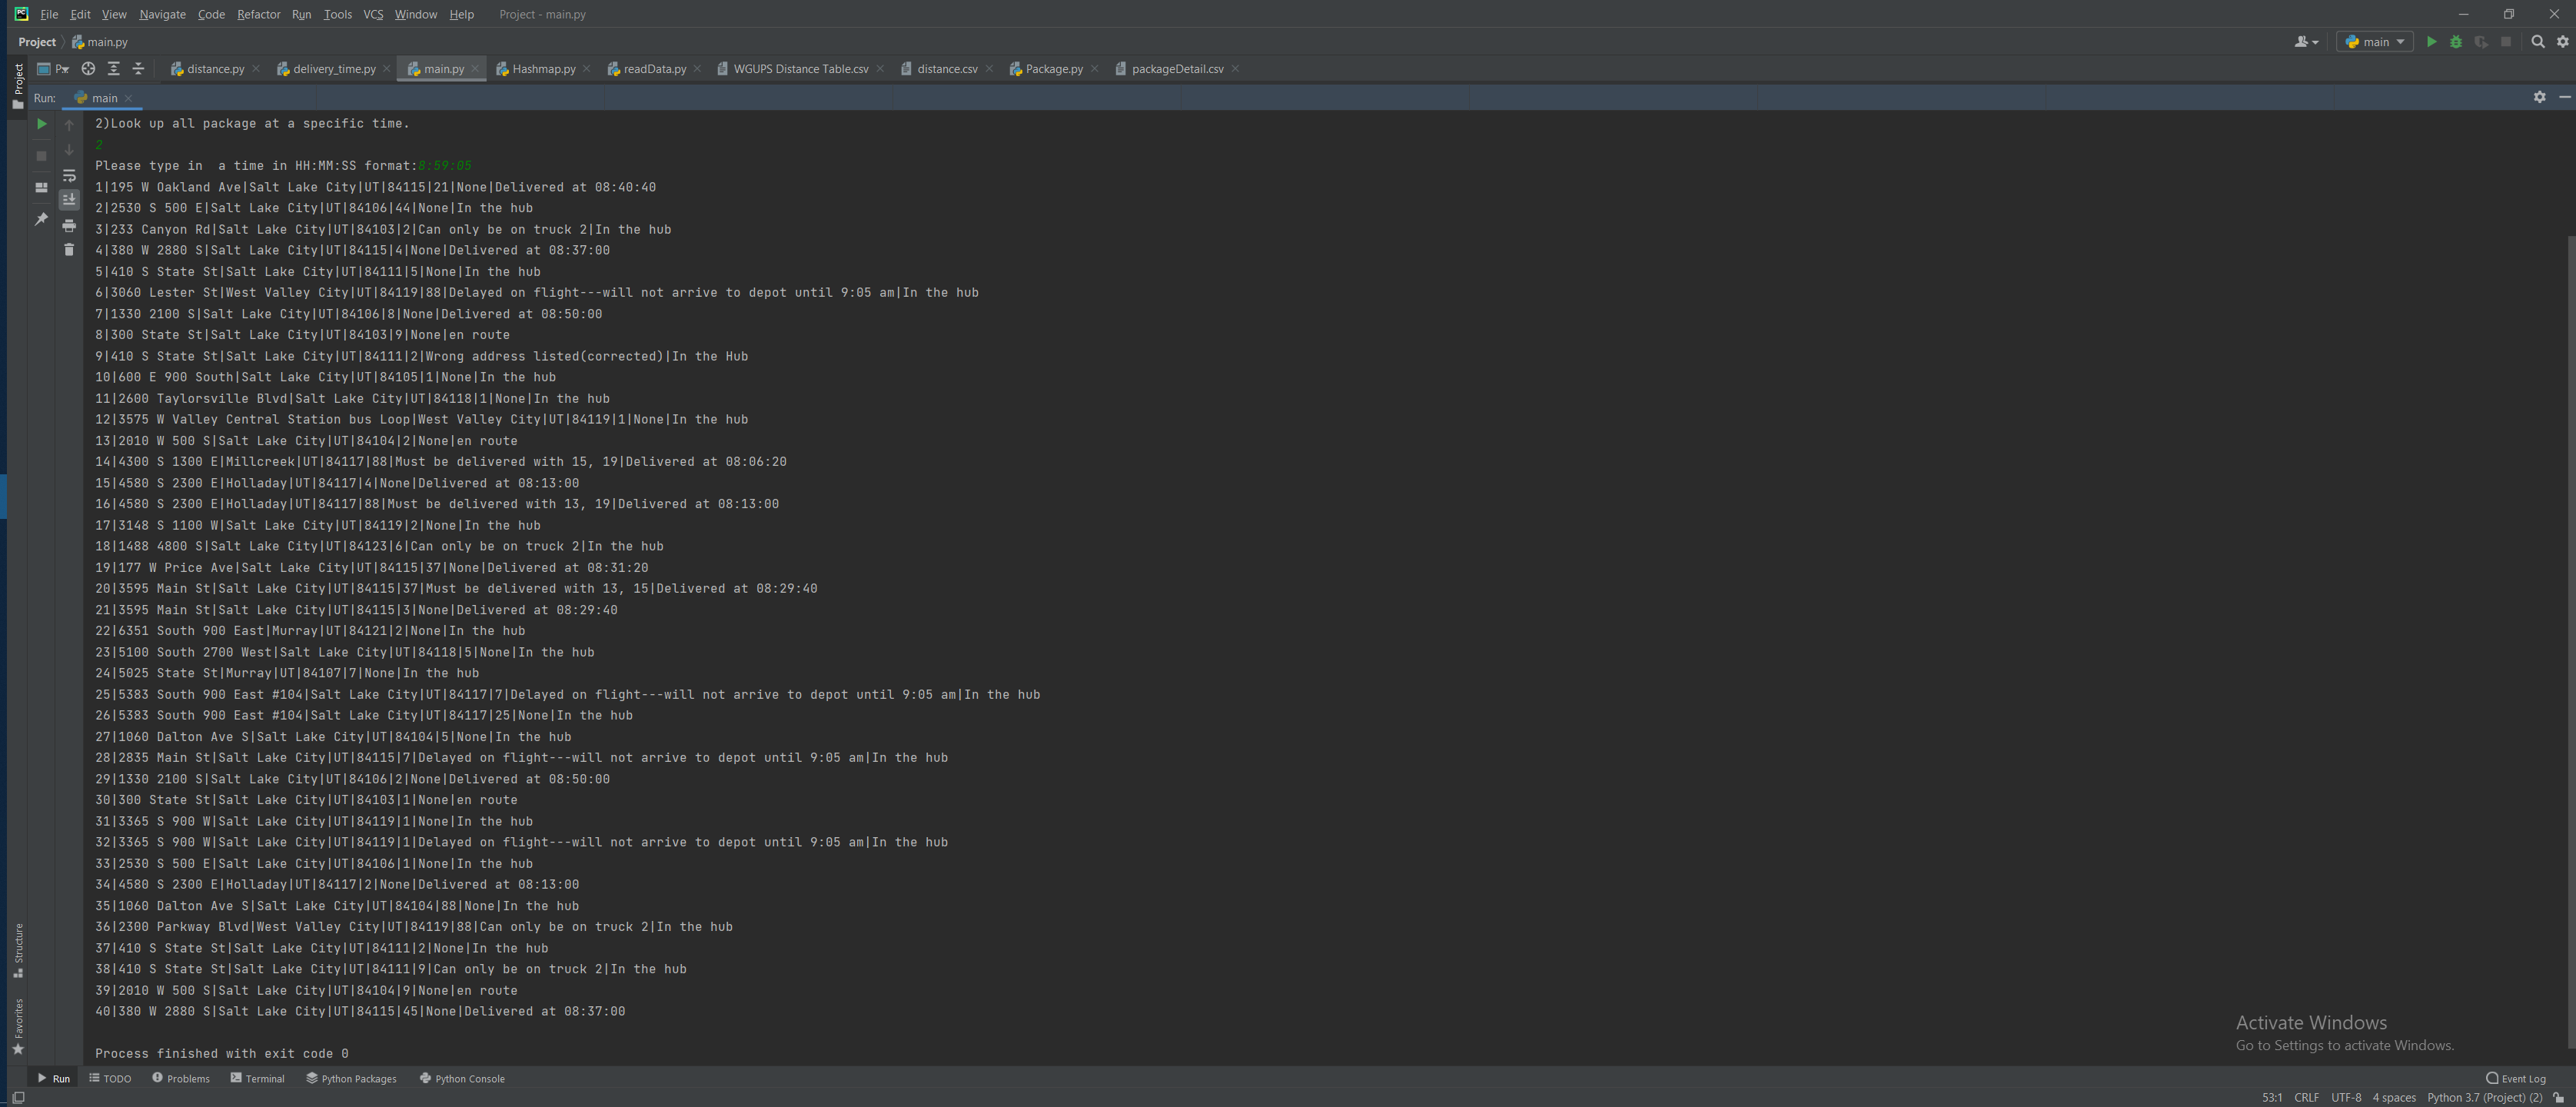 File Edit View Navigate Code Refactor Run Tools VCS Window Help Project - main.py
Project main.py main
P distance.py delivery_time.py main.py Hashmap.py readData.py WGUPS Distance Table.csv distance.csv Package.py packageDetail.csv
Project
Run: main
2)Look up all package at a specific time.
2
Please type in  a time in HH:MM:SS format:8:59:05
1|195 W Oakland Ave|Salt Lake City|UT|84115|21|None|Delivered at 08:40:40
2|2530 S 500 E|Salt Lake City|UT|84106|44|None|In the hub
3|233 Canyon Rd|Salt Lake City|UT|84103|2|Can only be on truck 2|In the hub
4|380 W 2880 S|Salt Lake City|UT|84115|4|None|Delivered at 08:37:00
5|410 S State St|Salt Lake City|UT|84111|5|None|In the hub
6|3060 Lester St|West Valley City|UT|84119|88|Delayed on flight---will not arrive to depot until 9:05 am|In the hub
7|1330 2100 S|Salt Lake City|UT|84106|8|None|Delivered at 08:50:00
8|300 State St|Salt Lake City|UT|84103|9|None|en route
9|410 S State St|Salt Lake City|UT|84111|2|Wrong address listed(corrected)|In the Hub
10|600 E 900 South|Salt Lake City|UT|84105|1|None|In the hub
11|2600 Taylorsville Blvd|Salt Lake City|UT|84118|1|None|In the hub
12|3575 W Valley Central Station bus Loop|West Valley City|UT|84119|1|None|In the hub
13|2010 W 500 S|Salt Lake City|UT|84104|2|None|en route
14|4300 S 1300 E|Millcreek|UT|84117|88|Must be delivered with 15, 19|Delivered at 08:06:20
15|4580 S 2300 E|Holladay|UT|84117|4|None|Delivered at 08:13:00
16|4580 S 2300 E|Holladay|UT|84117|88|Must be delivered with 13, 19|Delivered at 08:13:00
17|3148 S 1100 W|Salt Lake City|UT|84119|2|None|In the hub
18|1488 4800 S|Salt Lake City|UT|84123|6|Can only be on truck 2|In the hub
19|177 W Price Ave|Salt Lake City|UT|84115|37|None|Delivered at 08:31:20
20|3595 Main St|Salt Lake City|UT|84115|37|Must be delivered with 13, 15|Delivered at 08:29:40
21|3595 Main St|Salt Lake City|UT|84115|3|None|Delivered at 08:29:40
22|6351 South 900 East|Murray|UT|84121|2|None|In the hub
23|5100 South 2700 West|Salt Lake City|UT|84118|5|None|In the hub
24|5025 State St|Murray|UT|84107|7|None|In the hub
25|5383 South 900 East #104|Salt Lake City|UT|84117|7|Delayed on flight---will not arrive to depot until 9:05 am|In the hub
26|5383 South 900 East #104|Salt Lake City|UT|84117|25|None|In the hub
27|1060 Dalton Ave S|Salt Lake City|UT|84104|5|None|In the hub
28|2835 Main St|Salt Lake City|UT|84115|7|Delayed on flight---will not arrive to depot until 9:05 am|In the hub
29|1330 2100 S|Salt Lake City|UT|84106|2|None|Delivered at 08:50:00
30|300 State St|Salt Lake City|UT|84103|1|None|en route
31|3365 S 900 W|Salt Lake City|UT|84119|1|None|In the hub
32|3365 S 900 W|Salt Lake City|UT|84119|1|Delayed on flight---will not arrive to depot until 9:05 am|In the hub
33|2530 S 500 E|Salt Lake City|UT|84106|1|None|In the hub
34|4580 S 2300 E|Holladay|UT|84117|2|None|Delivered at 08:13:00
35|1060 Dalton Ave S|Salt Lake City|UT|84104|88|None|In the hub
36|2300 Parkway Blvd|West Valley City|UT|84119|88|Can only be on truck 2|In the hub
37|410 S State St|Salt Lake City|UT|84111|2|None|In the hub
38|410 S State St|Salt Lake City|UT|84111|9|Can only be on truck 2|In the hub
39|2010 W 500 S|Salt Lake City|UT|84104|9|None|en route
40|380 W 2880 S|Salt Lake City|UT|84115|45|None|Delivered at 08:37:00
Process finished with exit code 0
Structure
Favorites
Activate Windows
Go to Settings to activate Windows.
Run TODO Problems Terminal Python Packages Python Console Event Log
53:1 CRLF UTF-8 4 spaces Python 3.7 (Project) (2)